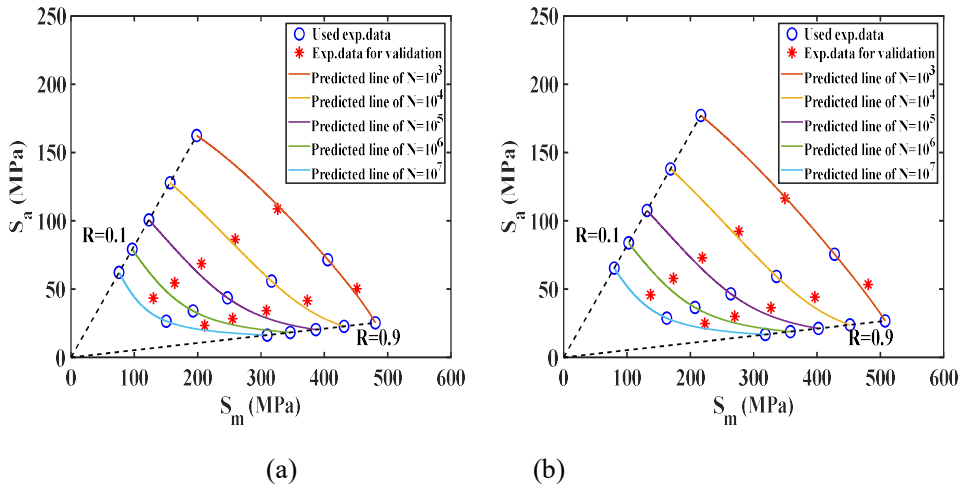 250
200
150
100
50
0
S_a (MPa)
Used exp.data
Exp.data for validation
Predicted line of N=10^3
Predicted line of N=10^4
Predicted line of N=10^5
Predicted line of N=10^6
Predicted line of N=10^7
R=0.1
R=0.9
0 100 200 300 400 500 600
S_m (MPa)
(a)
250
200
150
100
50
0
S_a (MPa)
Used exp.data
Exp.data for validation
Predicted line of N=10^3
Predicted line of N=10^4
Predicted line of N=10^5
Predicted line of N=10^6
Predicted line of N=10^7
R=0.1
R=0.9
0 100 200 300 400 500 600
S_m (MPa)
(b)